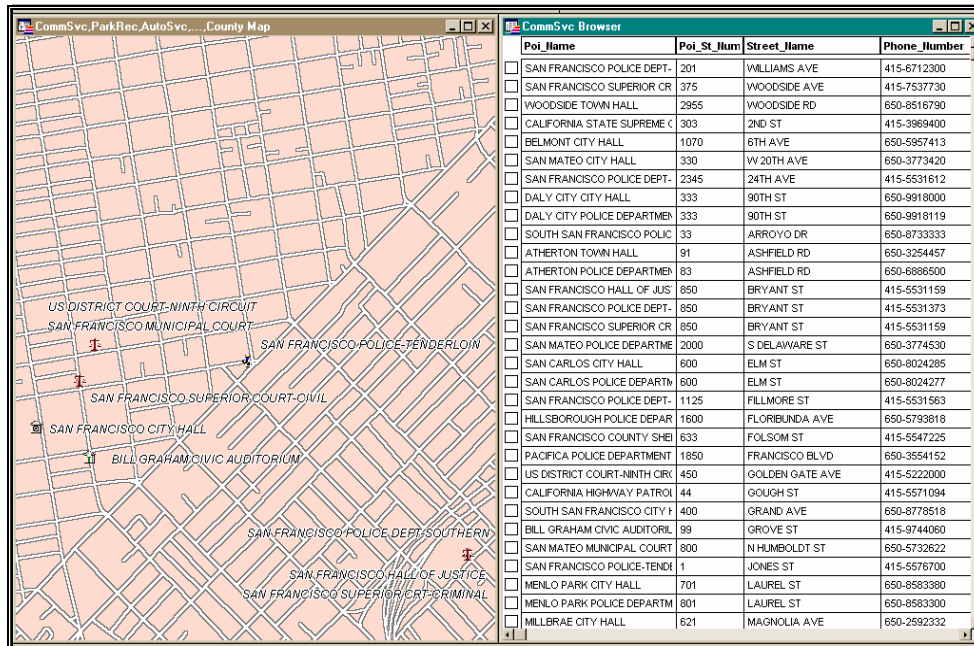 CommSvc,ParkRec,AutoSvc,...,County Map
US DISTRICT COURT-NINTH CIRCUIT
SAN FRANCISCO MUNICIPAL COURT
SAN FRANCISCO POLICE-TENDERLOIN
SAN FRANCISCO SUPERIOR COURT-CIVIL
SAN FRANCISCO CITY HALL
BILL GRAHAM CIVIC AUDITORIUM
SAN FRANCISCO POLICE DEPT-SOUTHERN
SAN FRANCISCO HALL OF JUSTICE
SAN FRANCISCO SUPERIOR CRT-CRIMINAL
CommSvc Browser
Poi_Name Poi_St_Num Street_Name Phone_Number
SAN FRANCISCO POLICE DEPT- 201 WILLIAMS AVE 415-6712300
SAN FRANCISCO SUPERIOR CR 375 WOODSIDE AVE 415-7537730
WOODSIDE TOWN HALL 2955 WOODSIDE RD 650-8516790
CALIFORNIA STATE SUPREME C 303 2ND ST 415-3969400
BELMONT CITY HALL 1070 6TH AVE 650-5957413
SAN MATEO CITY HALL 330 W 20TH AVE 650-3773420
SAN FRANCISCO POLICE DEPT- 2345 24TH AVE 415-5531612
DALY CITY CITY HALL 333 90TH ST 650-9918000
DALY CITY POLICE DEPARTMEN 333 90TH ST 650-9918119
SOUTH SAN FRANCISCO POLIC 33 ARROYO DR 650-8733333
ATHERTON TOWN HALL 91 ASHFIELD RD 650-3254457
ATHERTON POLICE DEPARTMEN 83 ASHFIELD RD 650-6886500
SAN FRANCISCO HALL OF JUS 850 BRYANT ST 415-5531159
SAN FRANCISCO POLICE DEPT- 850 BRYANT ST 415-5531373
SAN FRANCISCO SUPERIOR CR 850 BRYANT ST 415-5531159
SAN MATEO POLICE DEPARTME 2000 S DELAWARE ST 650-3774530
SAN CARLOS CITY HALL 600 ELM ST 650-8024285
SAN CARLOS POLICE DEPARTM 600 ELM ST 650-8024277
SAN FRANCISCO POLICE DEPT- 1125 FILLMORE ST 415-5531563
HILLSBOROUGH POLICE DEPAR 1600 FLORIBUNDA AVE 650-5793818
SAN FRANCISCO COUNTY SHE 633 FOLSOM ST 415-5547225
PACIFICA POLICE DEPARTMENT 1850 FRANCISCO BLVD 650-3554152
US DISTRICT COURT-NINTH CIRC 450 GOLDEN GATE AVE 415-5222000
CALIFORNIA HIGHWAY PATROL 44 GOUGH ST 415-5571094
SOUTH SAN FRANCISCO CITY H 400 GRAND AVE 650-8778518
BILL GRAHAM CIVIC AUDITORIU 99 GROVE ST 415-9744060
SAN MATEO MUNICIPAL COURT 800 N HUMBOLDT ST 650-5732622
SAN FRANCISCO POLICE-TENDE 1 JONES ST 415-5576700
MENLO PARK CITY HALL 701 LAUREL ST 650-8583380
MENLO PARK POLICE DEPARTM 801 LAUREL ST 650-8583300
MILLBRAE CITY HALL 621 MAGNOLIA AVE 650-2592332